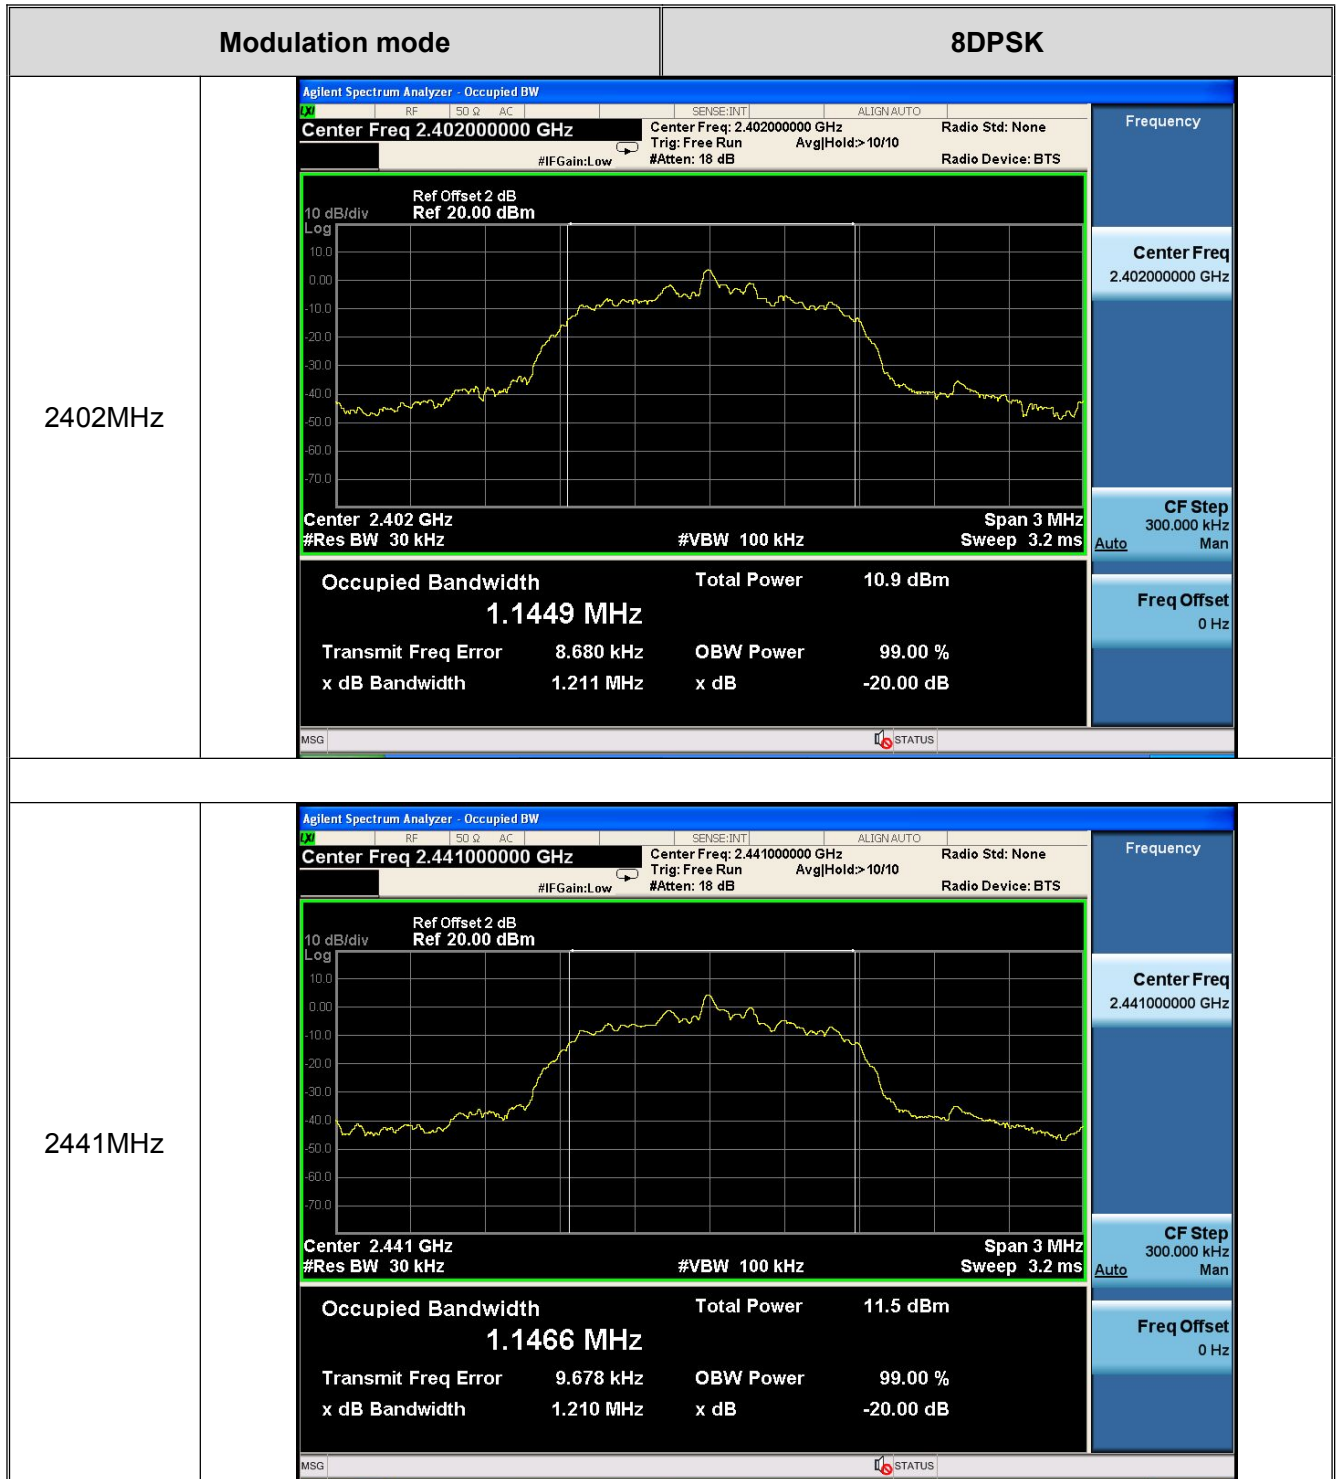 Modulation mode 8DPSK
2402MHz
Agilent Spectrum Analyzer - Occupied BW
LXI RF 50 Ω AC SENSE:INT ALIGN AUTO
Center Freq 2.402000000 GHz Center Freq: 2.402000000 GHz Radio Std: None
Trig: Free Run Avg|Hold:>10/10
#IFGain:Low #Atten: 18 dB Radio Device: BTS
Frequency
Ref Offset 2 dB
10 dB/div Ref 20.00 dBm
Log
10.0
0.00
-10.0
-20.0
-30.0
-40.0
-50.0
-60.0
-70.0
Center 2.402 GHz Span 3 MHz
#Res BW 30 kHz #VBW 100 kHz Sweep 3.2 ms
Center Freq
2.402000000 GHz
CF Step
300.000 kHz
Auto Man
Freq Offset
0 Hz
Occupied Bandwidth Total Power 10.9 dBm
1.1449 MHz
Transmit Freq Error 8.680 kHz OBW Power 99.00 %
x dB Bandwidth 1.211 MHz x dB -20.00 dB
MSG STATUS
2441MHz
Agilent Spectrum Analyzer - Occupied BW
LXI RF 50 Ω AC SENSE:INT ALIGN AUTO
Center Freq 2.441000000 GHz Center Freq: 2.441000000 GHz Radio Std: None
Trig: Free Run Avg|Hold:>10/10
#IFGain:Low #Atten: 18 dB Radio Device: BTS
Frequency
Ref Offset 2 dB
10 dB/div Ref 20.00 dBm
Log
10.0
0.00
-10.0
-20.0
-30.0
-40.0
-50.0
-60.0
-70.0
Center 2.441 GHz Span 3 MHz
#Res BW 30 kHz #VBW 100 kHz Sweep 3.2 ms
Center Freq
2.441000000 GHz
CF Step
300.000 kHz
Auto Man
Freq Offset
0 Hz
Occupied Bandwidth Total Power 11.5 dBm
1.1466 MHz
Transmit Freq Error 9.678 kHz OBW Power 99.00 %
x dB Bandwidth 1.210 MHz x dB -20.00 dB
MSG STATUS